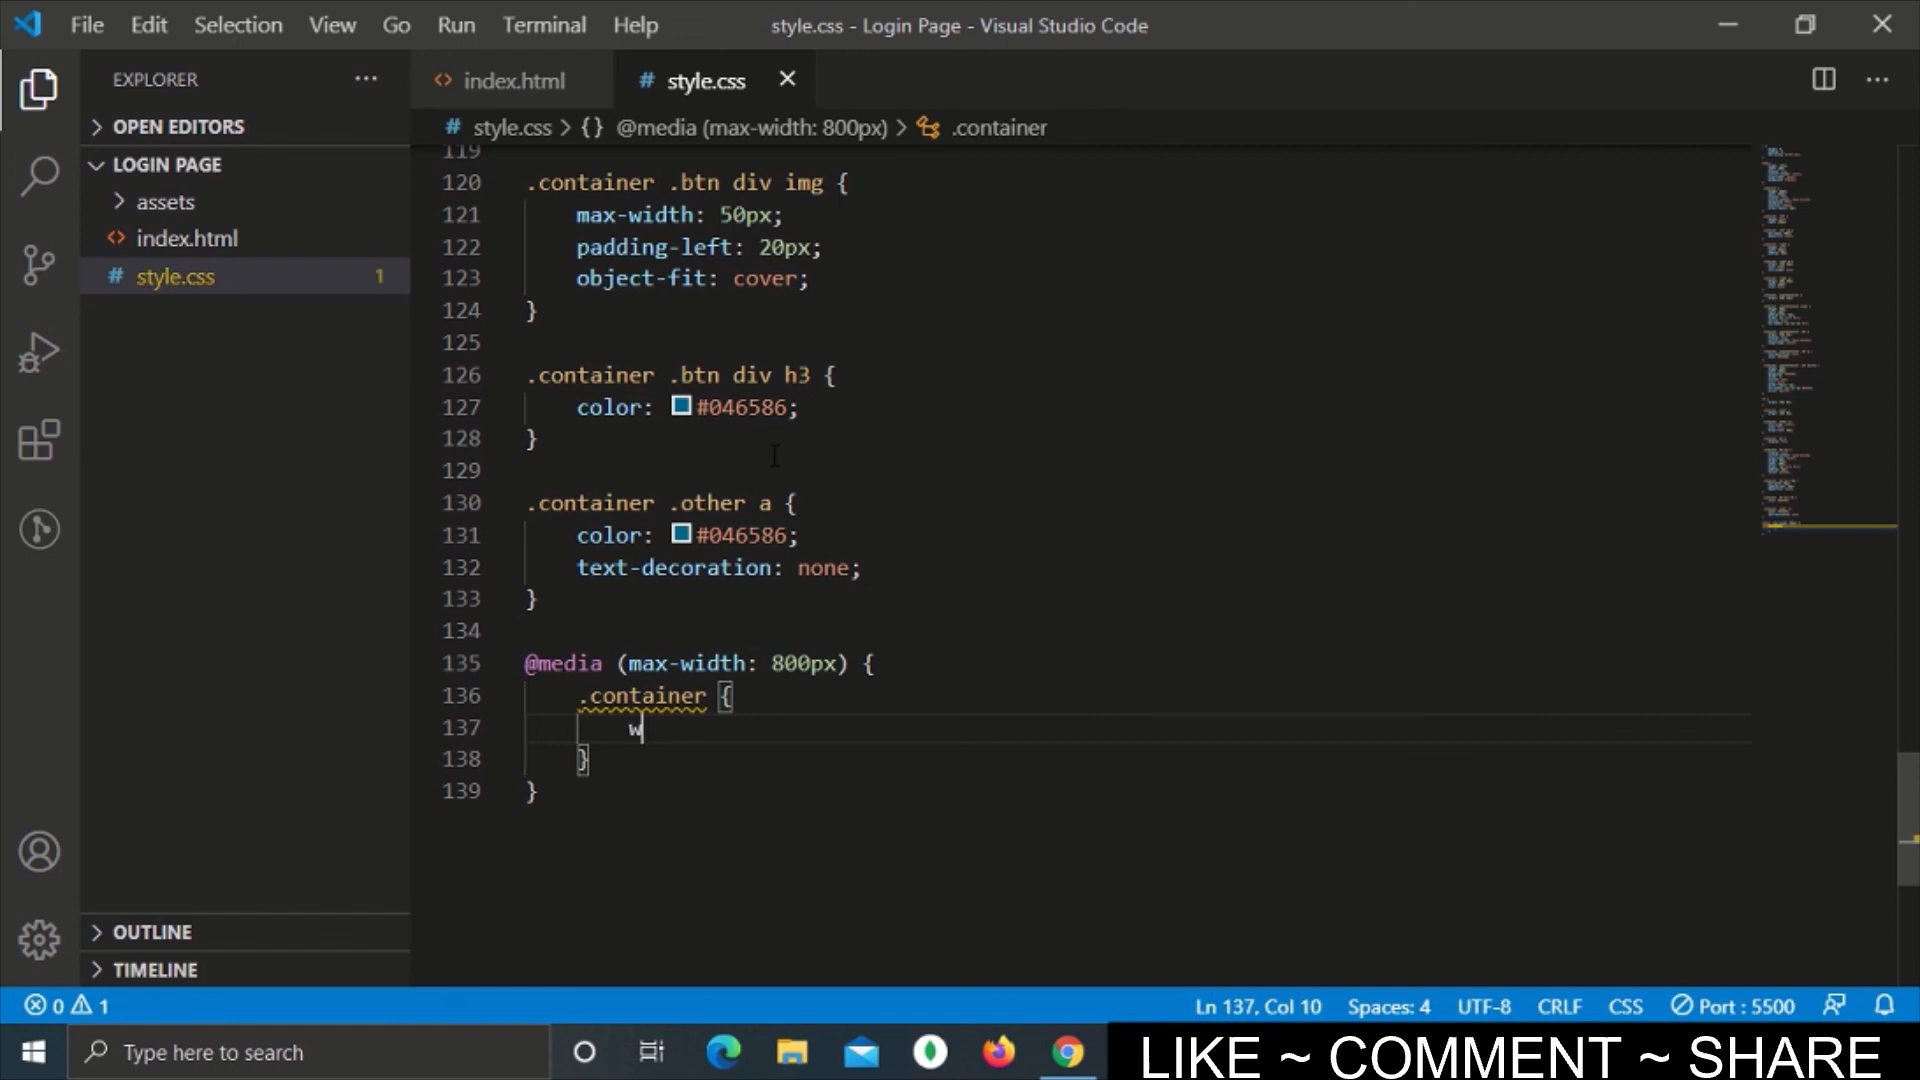 File Edit Selection View Go Run Terminal Help style.css - Login Page - Visual Studio Code
EXPLORER ··· <> index.html # style.css ×
OPEN EDITORS
# style.css > {} @media (max-width: 800px) > .container
LOGIN PAGE
assets
<> index.html
# style.css 1
119
120 .container .btn div img {
121 max-width: 50px;
122 padding-left: 20px;
123 object-fit: cover;
124 }
125
126 .container .btn div h3 {
127 color: #046586;
128 }
129
130 .container .other a {
131 color: #046586;
132 text-decoration: none;
133 }
134
135 @media (max-width: 800px) {
136 .container {
137 w
138 }
139 }
OUTLINE
TIMELINE
0 1 Ln 137, Col 10 Spaces: 4 UTF-8 CRLF CSS Port : 5500
Type here to search
LIKE ~ COMMENT ~ SHARE